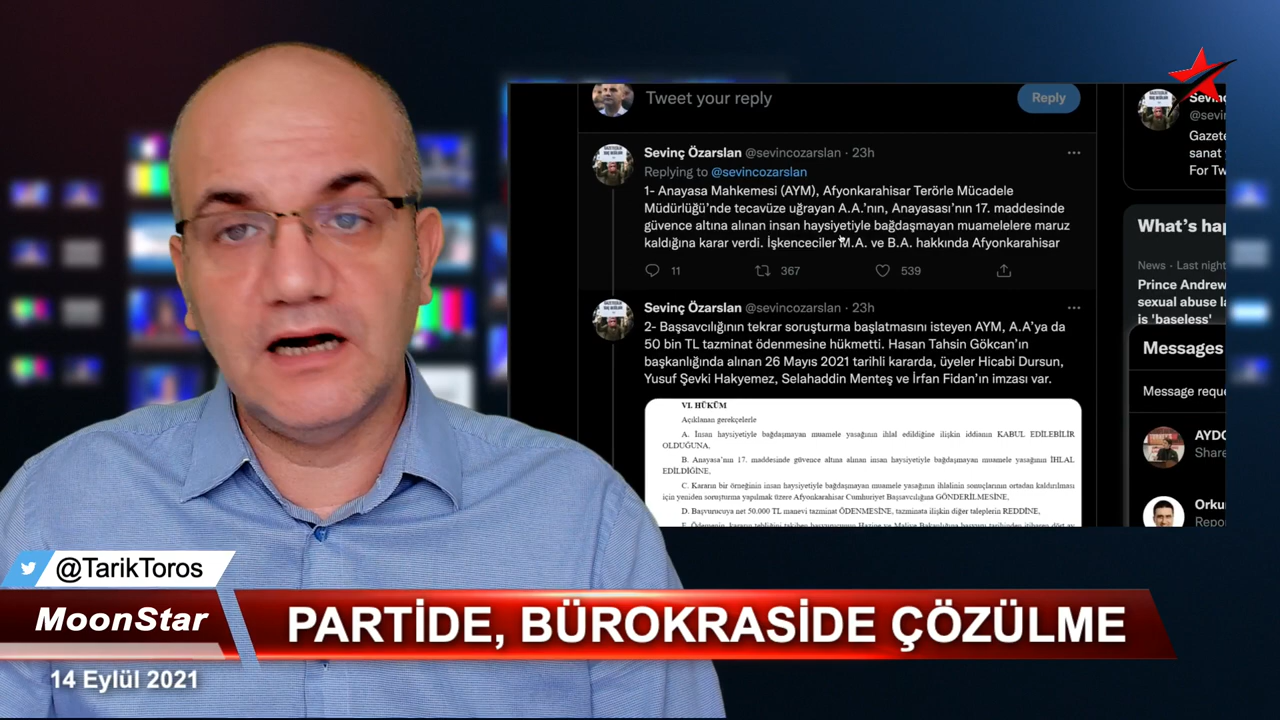 Tweet your reply
Reply
Sevinç Özarslan @sevincozarslan · 23h
Replying to @sevincozarslan
1- Anayasa Mahkemesi (AYM), Afyonkarahisar Terörle Mücadele
Müdürlüğü'nde tecavüze uğrayan A.A.'nın, Anayasası'nın 17. maddesinde
güvence altına alınan insan haysiyetiyle bağdaşmayan muamelelere maruz
kaldığına karar verdi. İşkenceciler M.A. ve B.A. hakkında Afyonkarahisar
11 367 539
Sevinç Özarslan @sevincozarslan · 23h
2- Başsavcılığının tekrar soruşturma başlatmasını isteyen AYM, A.A'ya da
50 bin TL tazminat ödenmesine hükmetti. Hasan Tahsin Gökcan'ın
başkanlığında alınan 26 Mayıs 2021 tarihli kararda, üyeler Hicabi Dursun,
Yusuf Şevki Hakyemez, Selahaddin Menteş ve İrfan Fidan'ın imzası var.
VI. HÜKÜM
Açıklanan gerekçelerle
A. İnsan haysiyetiyle bağdaşmayan muamele yasağının ihlal edildiğine ilişkin iddianın KABUL EDİLEBİLİR
OLDUĞUNA,
B. Anayasa'nın 17. maddesinde güvence altına alınan insan haysiyetiyle bağdaşmayan muamele yasağının İHLAL
EDİLDİĞİNE,
C. Kararın bir örneğinin insan haysiyetiyle bağdaşmayan muamele yasağının ihlalinin sonuçlarının ortadan kaldırılması
için yeniden soruşturma yapılmak üzere Afyonkarahisar Cumhuriyet Başsavcılığına GÖNDERİLMESİNE,
D. Başvurucuya net 50.000 TL manevi tazminat ÖDENMESİNE, tazminata ilişkin diğer taleplerin REDDİNE,
Sevinç
@sevin
Gazete
sanat
For Tw
What's hap
News · Last night
Prince Andrew
sexual abuse la
is 'baseless'
Messages
Message reque
AYDO
Share
Orku
Repo
@TarikToros
MoonStar
PARTİDE, BÜROKRASİDE ÇÖZÜLME
14 Eylül 2021